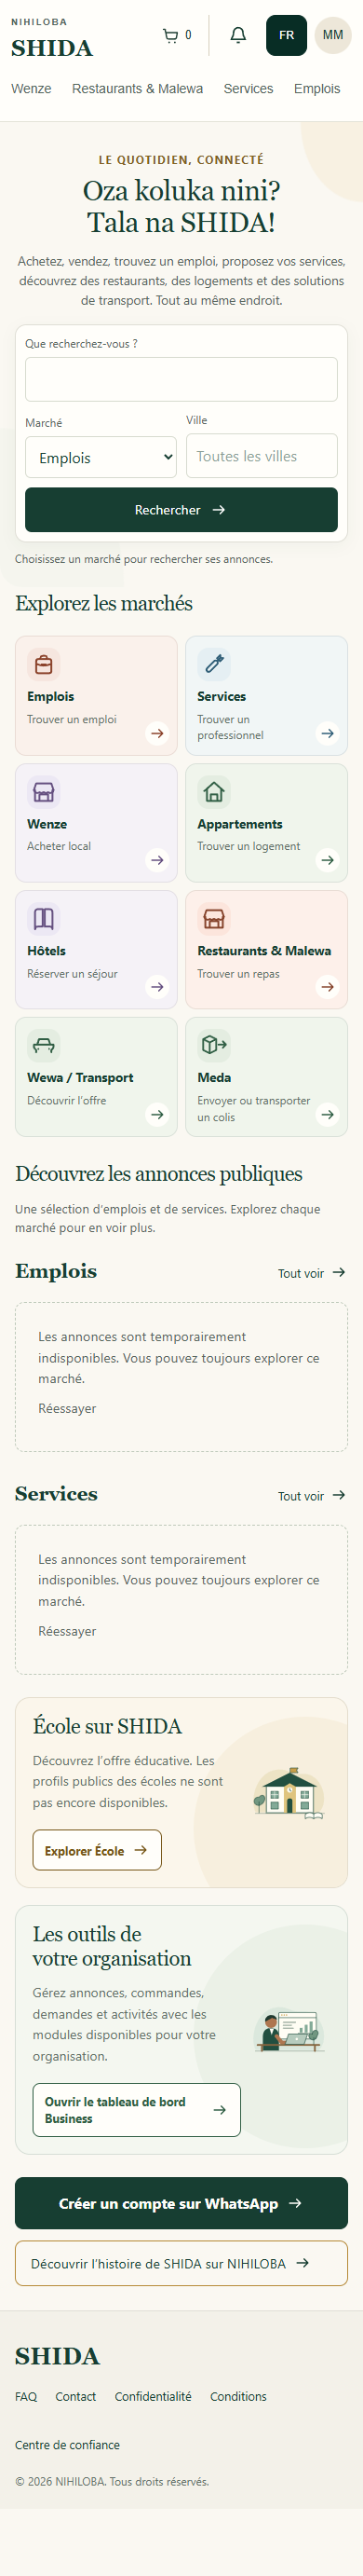 NIHILOBA
SHIDA
0
FR
MM
Wenze
Restaurants & Malewa
Services
Emplois
LE QUOTIDIEN, CONNECTÉ
Oza koluka nini?
Tala na SHIDA!
Achetez, vendez, trouvez un emploi, proposez vos services,
découvrez des restaurants, des logements et des solutions
de transport. Tout au même endroit.
Que recherchez-vous ?
Marché
Ville
Emplois
Toutes les villes
Rechercher
Choisissez un marché pour rechercher ses annonces.
Explorez les marchés
Emplois
Trouver un emploi
Services
Trouver un
professionnel
Wenze
Acheter local
Appartements
Trouver un logement
Hôtels
Réserver un séjour
Restaurants & Malewa
Trouver un repas
Wewa / Transport
Découvrir l'offre
Meda
Envoyer ou transporter
un colis
Découvrez les annonces publiques
Une sélection d'emplois et de services. Explorez chaque
marché pour en voir plus.
Emplois
Tout voir
Les annonces sont temporairement
indisponibles. Vous pouvez toujours explorer ce
marché.
Réessayer
Services
Tout voir
Les annonces sont temporairement
indisponibles. Vous pouvez toujours explorer ce
marché.
Réessayer
École sur SHIDA
Découvrez l'offre éducative. Les
profils publics des écoles ne sont
pas encore disponibles.
Explorer École
Les outils de
votre organisation
Gérez annonces, commandes,
demandes et activités avec les
modules disponibles pour votre
organisation.
Ouvrir le tableau de bord
Business
Créer un compte sur WhatsApp
Découvrir l'histoire de SHIDA sur NIHILOBA
SHIDA
FAQ
Contact
Confidentialité
Conditions
Centre de confiance
© 2026 NIHILOBA. Tous droits réservés.